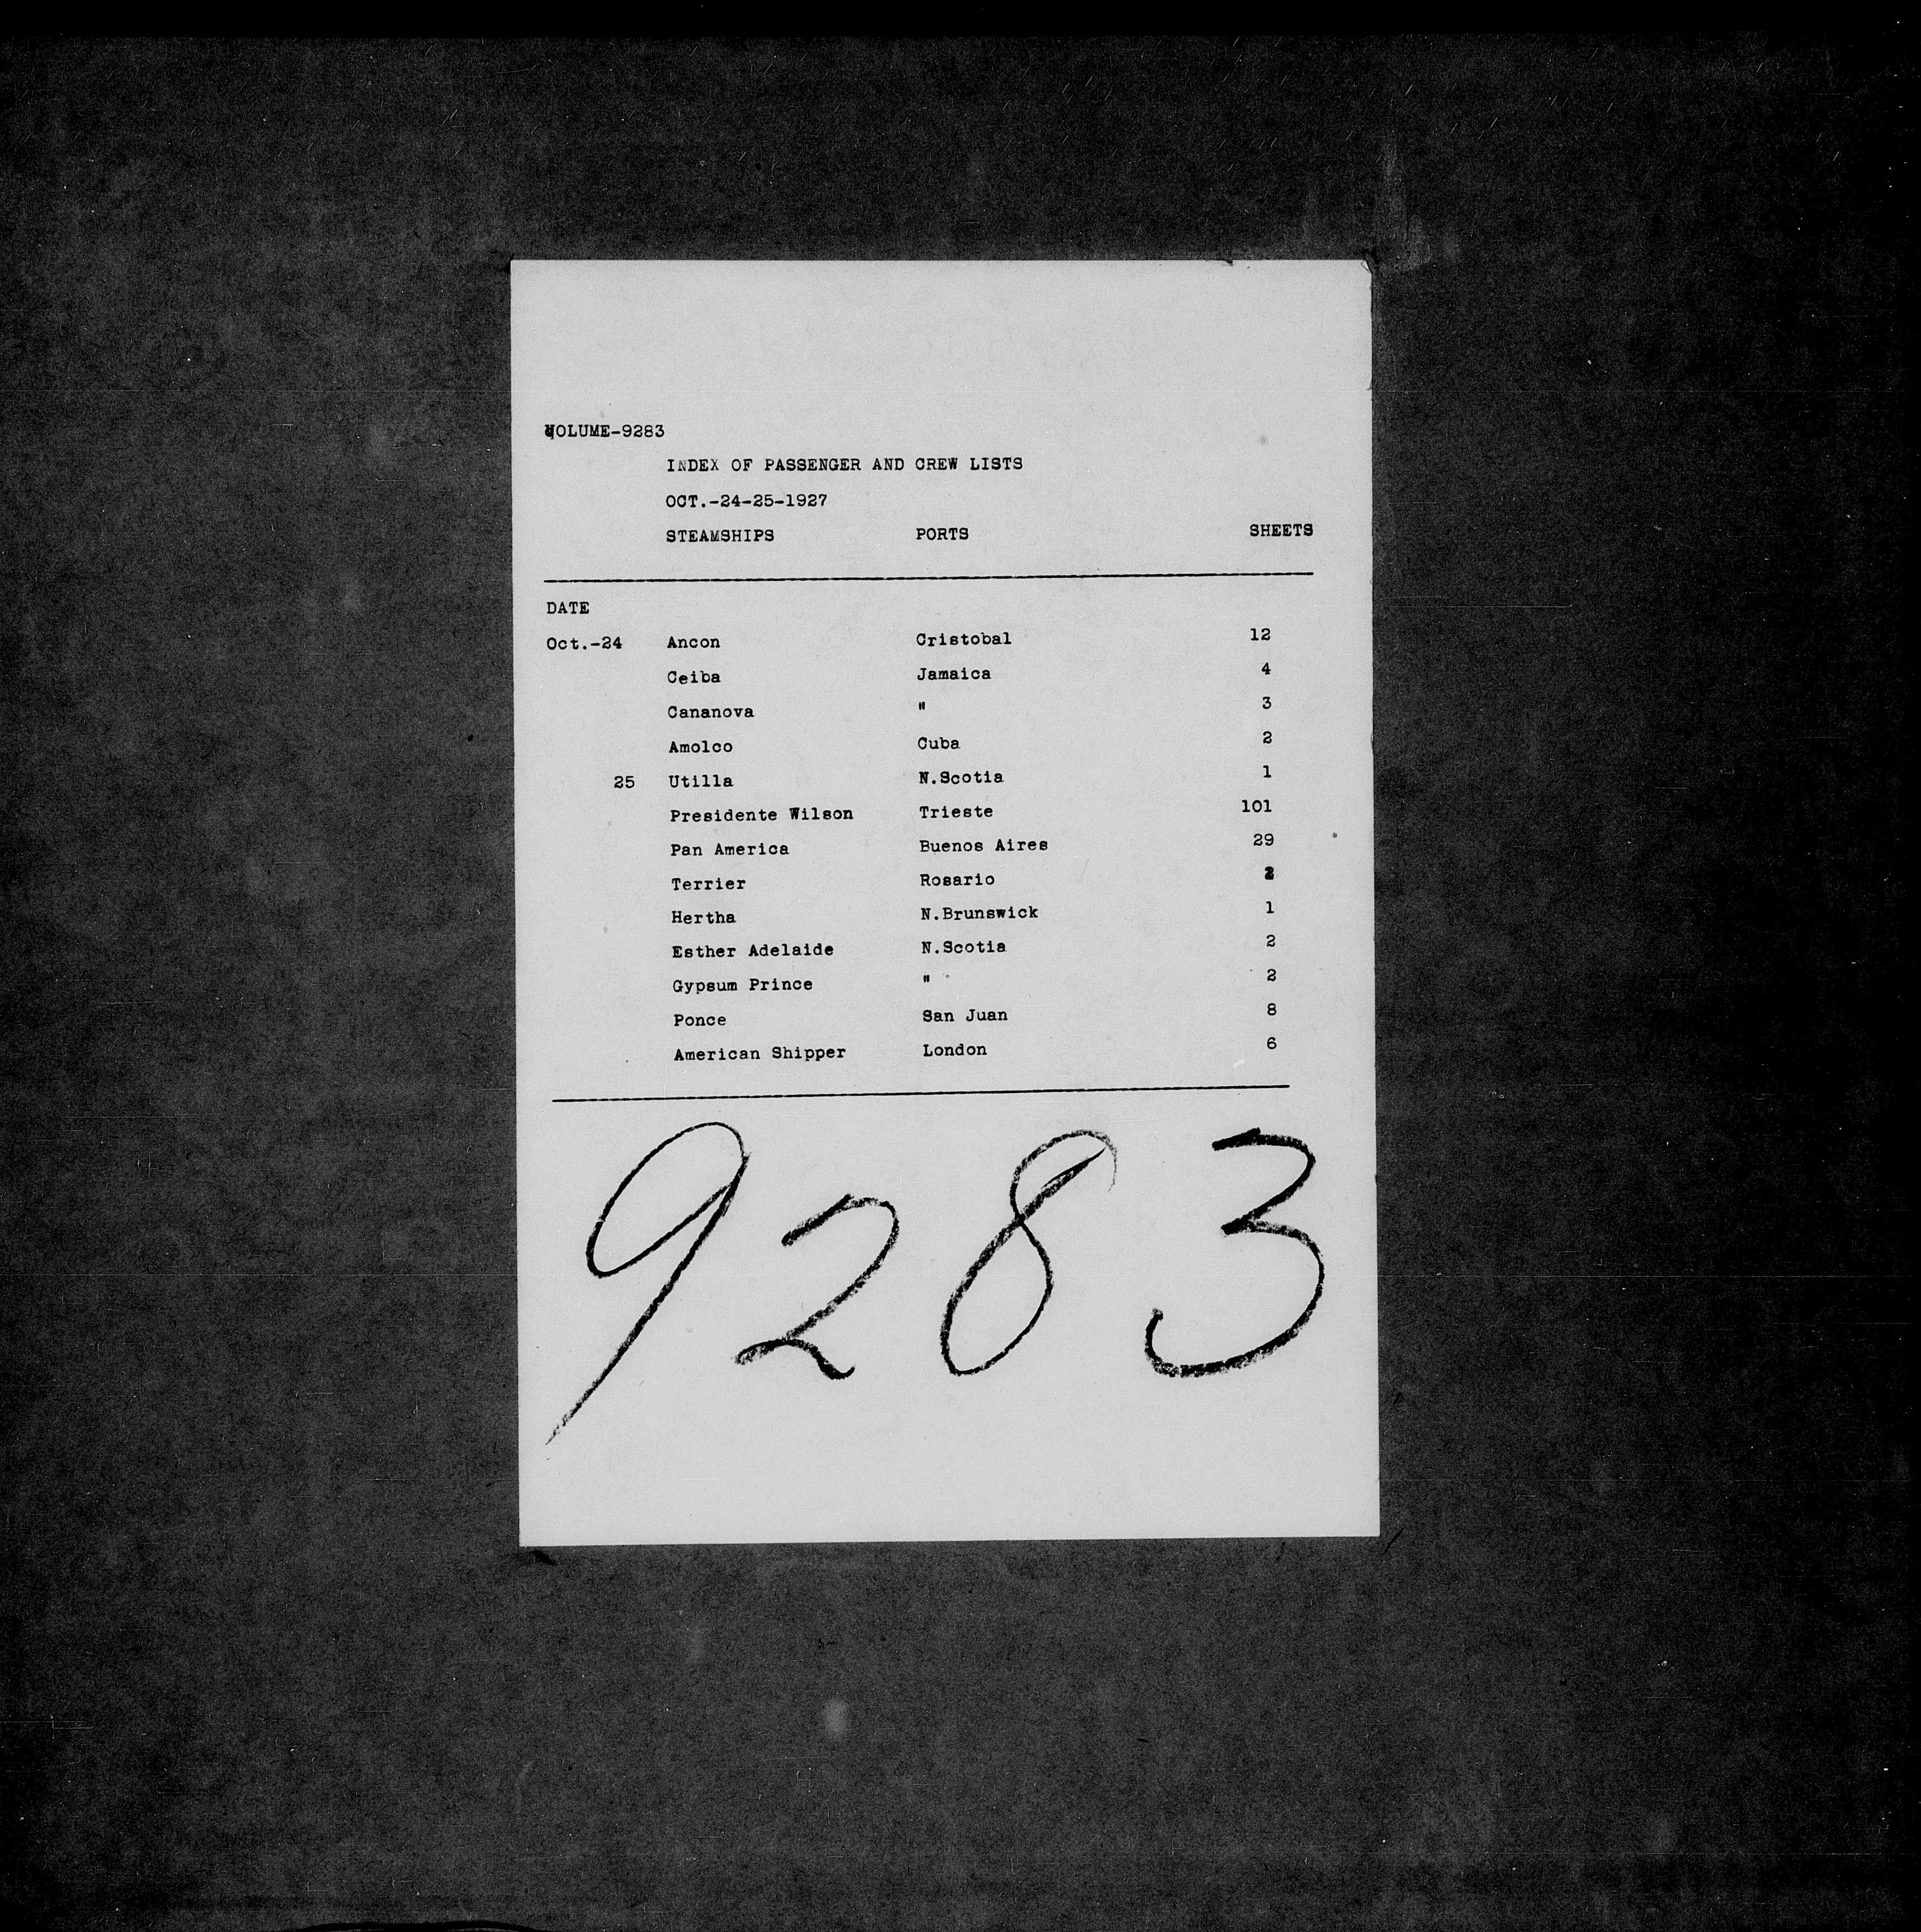 VOLUME-9283
INDEX OF PASSENGER AND CREW LISTS
OCT.-24-25-1927
STEAMSHIPS PORTS SHEETS
DATE
Oct.-24 Ancon Cristobal 12
Ceiba Jamaica 4
Cananova " 3
Amolco Cuba 2
25 Utilla N.Scotia 1
Presidente Wilson Trieste 101
Pan America Buenos Aires 29
Terrier Rosario 2
Hertha N.Brunswick 1
Esther Adelaide N.Scotia 2
Gypsum Prince " 2
Ponce San Juan 8
American Shipper London 6
9283